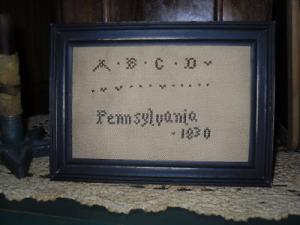 A · B · C · D
Pennsylvania
- 1830